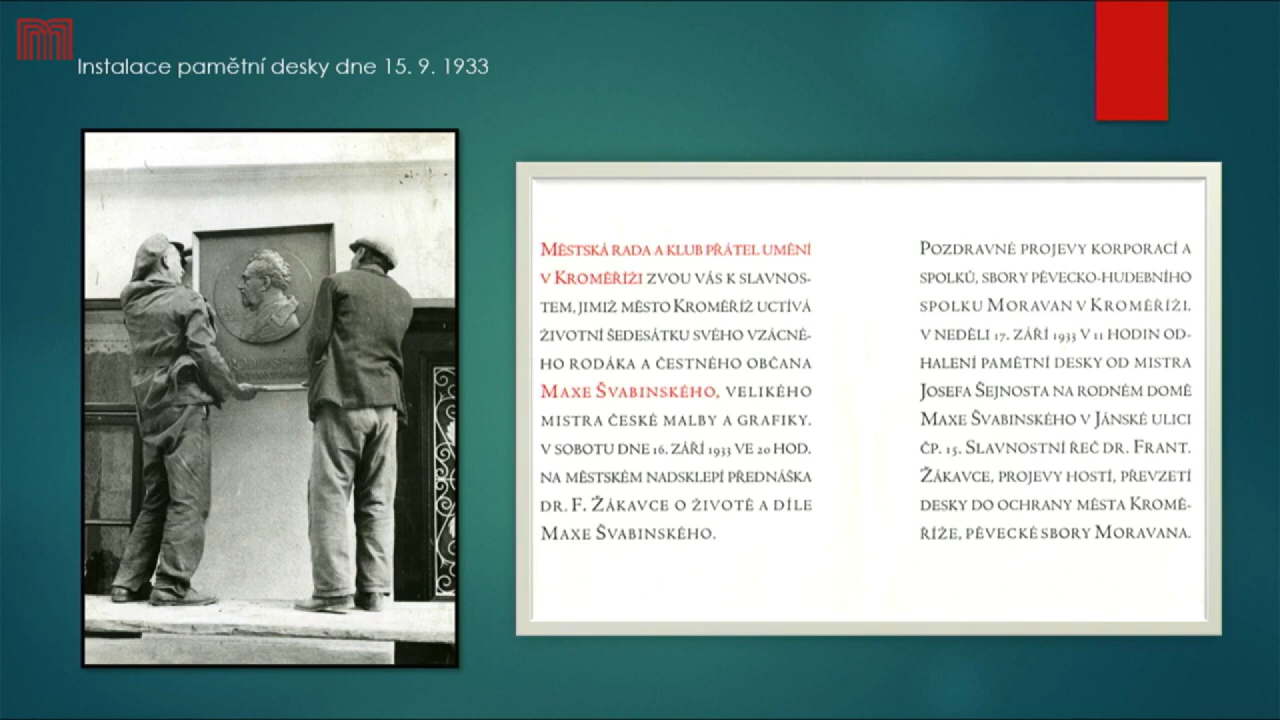 Instalace pamětní desky dne 15. 9. 1933
MĚSTSKÁ RADA A KLUB PŘÁTEL UMĚNÍ
V KROMĚŘÍŽI ZVOU VÁS K SLAVNOS-
TEM, JIMIŽ MĚSTO KROMĚŘÍŽ UCTÍVÁ
ŽIVOTNÍ ŠEDESÁTKU SVÉHO VZÁCNÉ-
HO RODÁKA A ČESTNÉHO OBČANA
MAXE ŠVABINSKÉHO, VELIKÉHO
MISTRA ČESKÉ MALBY A GRAFIKY.
V SOBOTU DNE 16. ZÁŘÍ 1933 VE 20 HOD.
NA MĚSTSKÉM NADSKLEPÍ PŘEDNÁŠKA
DR. F. ŽÁKAVCE O ŽIVOTĚ A DÍLE
MAXE ŠVABINSKÉHO.
POZDRAVNÉ PROJEVY KORPORACÍ A
SPOLKŮ, SBORY PĚVECKO-HUDEBNÍHO
SPOLKU MORAVAN V KROMĚŘÍŽI.
V NEDĚLI 17. ZÁŘÍ 1933 V 11 HODIN OD-
HALENÍ PAMĚTNÍ DESKY OD MISTRA
JOSEFA ŠEJNOSTA NA RODNÉM DOMĚ
MAXE ŠVABINSKÉHO V JÁNSKÉ ULICI
ČP. 15. SLAVNOSTNÍ ŘEČ DR. FRANT.
ŽÁKAVCE, PROJEVY HOSTÍ, PŘEVZETÍ
DESKY DO OCHRANY MĚSTA KROMĚ-
ŘÍŽE, PĚVECKÉ SBORY MORAVANA.